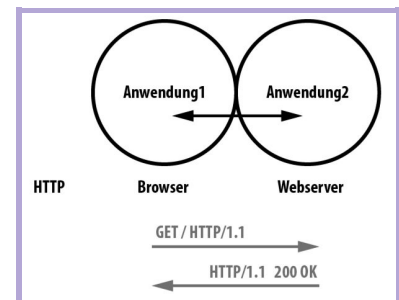 Anwendung1 Anwendung2
HTTP Browser Webserver
GET / HTTP/1.1
HTTP/1.1 200 OK